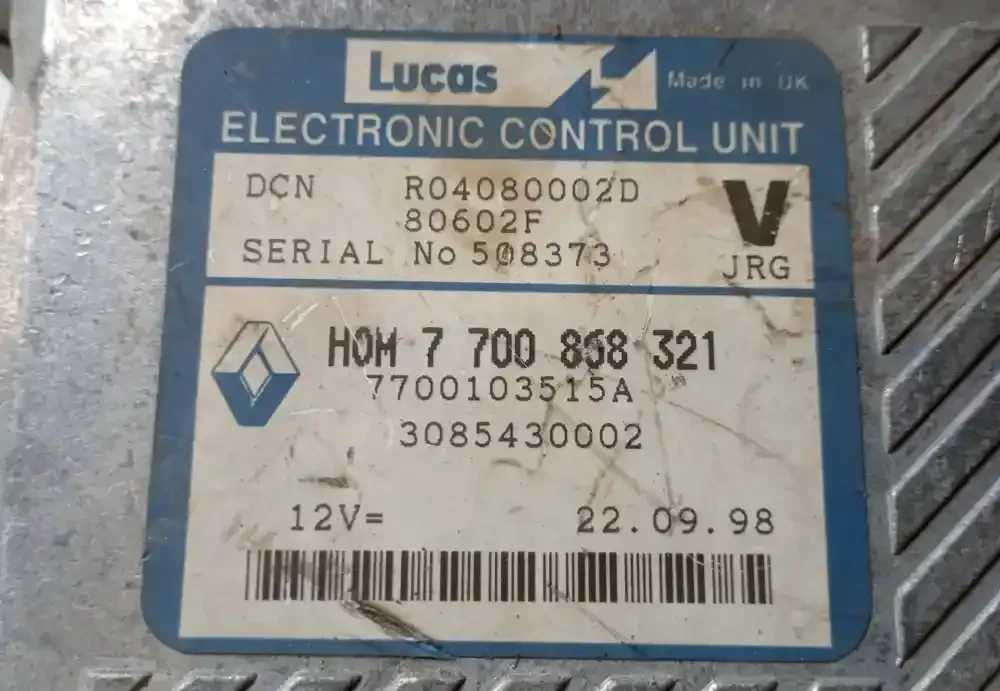 Lucas Made in UK
ELECTRONIC CONTROL UNIT
DCN R04080002D V
80602F
SERIAL No 508373 JRG
HOM 7 700 868 321
7700103515A
3085430002
12V= 22.09.98